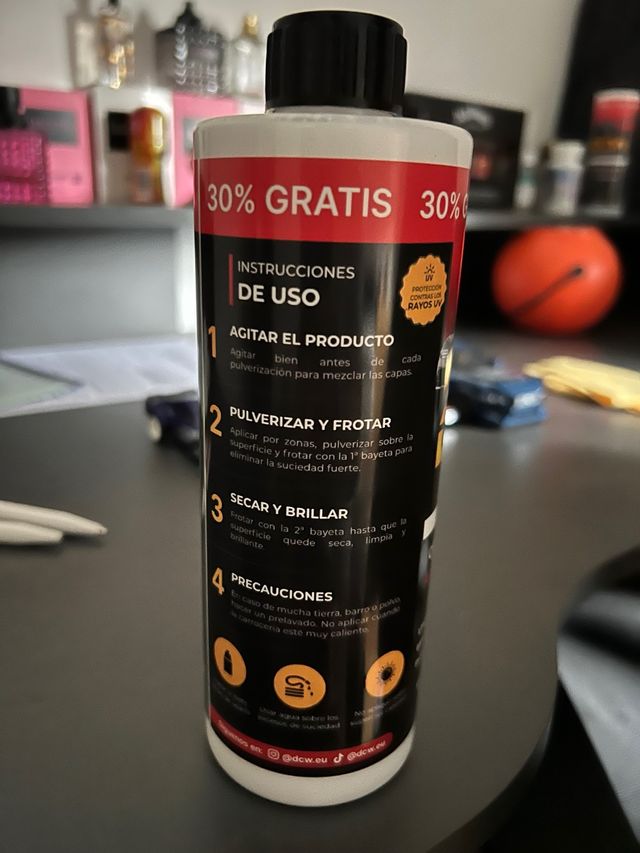 30% GRATIS 30% G
INSTRUCCIONES
DE USO
UV
PROTECCIÓN
CONTRA LOS
RAYOS UV
1 AGITAR EL PRODUCTO
Agitar bien antes de cada
pulverización para mezclar las capas.
2 PULVERIZAR Y FROTAR
Aplicar por zonas, pulverizar sobre la
superficie y frotar con la 1ª bayeta para
eliminar la suciedad fuerte.
3 SECAR Y BRILLAR
Frotar con la 2ª bayeta hasta que la
superficie quede seca, limpia y
brillante
4 PRECAUCIONES
En caso de mucha tierra, barro o polvo,
hacer un prelavado. No aplicar cuando
la carrocería esté muy caliente.
Usar agua sobre los
excesos de suciedad
Síguenos en: @dcw.eu @dcw.eu